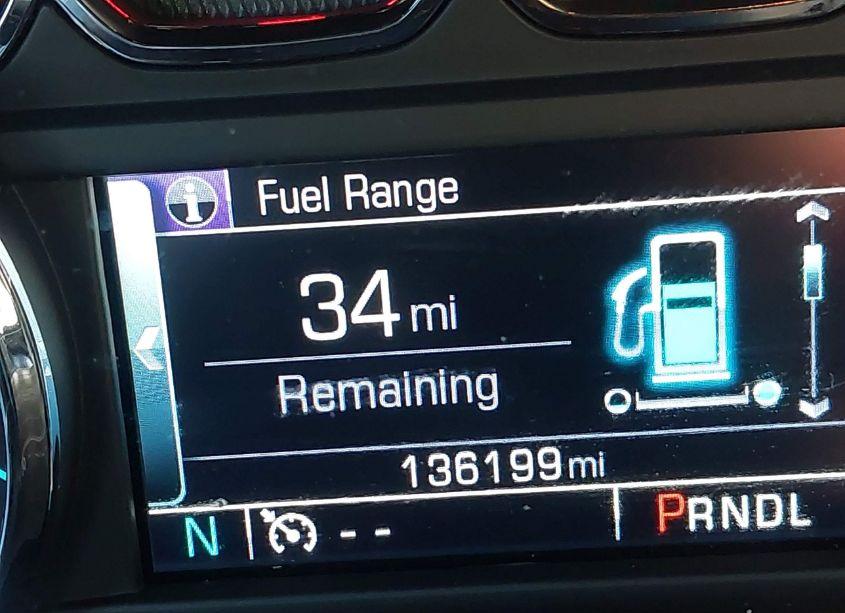 i Fuel Range
34 mi
Remaining
136199 mi
N -- PRNDL